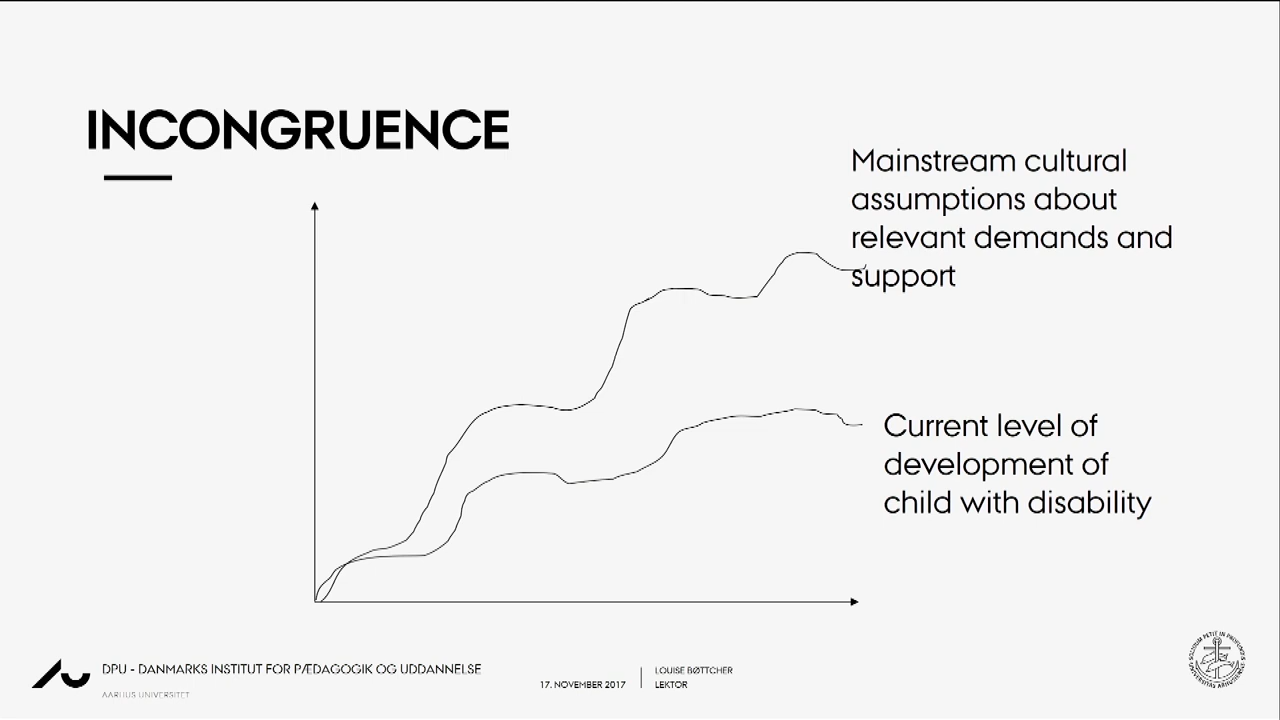 INCONGRUENCE
Mainstream cultural
assumptions about
relevant demands and
support
Current level of
development of
child with disability
DPU - DANMARKS INSTITUT FOR PÆDAGOGIK OG UDDANNELSE
AARHUS UNIVERSITET
17. NOVEMBER 2017
LOUISE BØTTCHER
LEKTOR